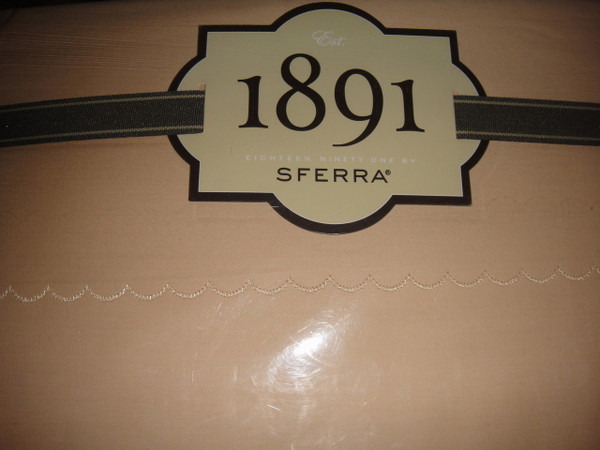 Est.
1891
EIGHTEEN NINETY ONE BY
SFERRA®